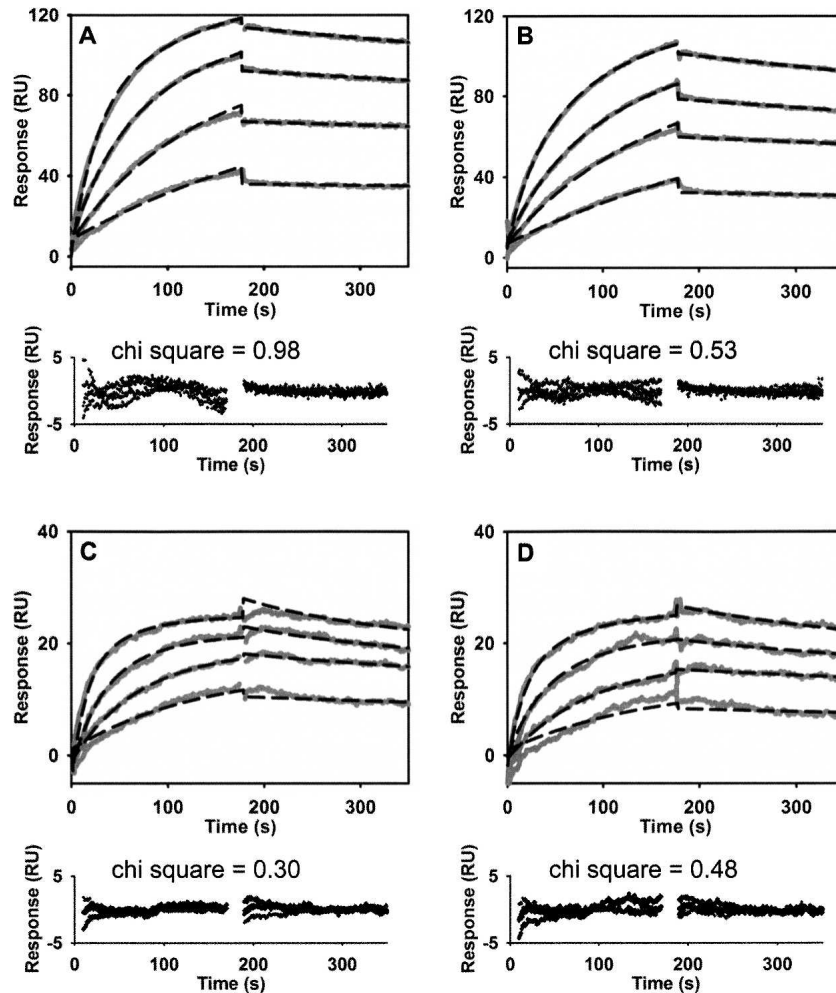 120
80
40
0
Response (RU)
A
0 100 200 300
Time (s)
5
-5
Response (RU)
chi square = 0.98
0 100 200 300
Time (s)
120
80
40
0
Response (RU)
B
0 100 200 300
Time (s)
5
-5
Response (RU)
chi square = 0.53
0 100 200 300
Time (s)
40
20
0
Response (RU)
C
0 100 200 300
Time (s)
5
-5
Response (RU)
chi square = 0.30
0 100 200 300
Time (s)
40
20
0
Response (RU)
D
0 100 200 300
Time (s)
5
-5
Response (RU)
chi square = 0.48
0 100 200 300
Time (s)